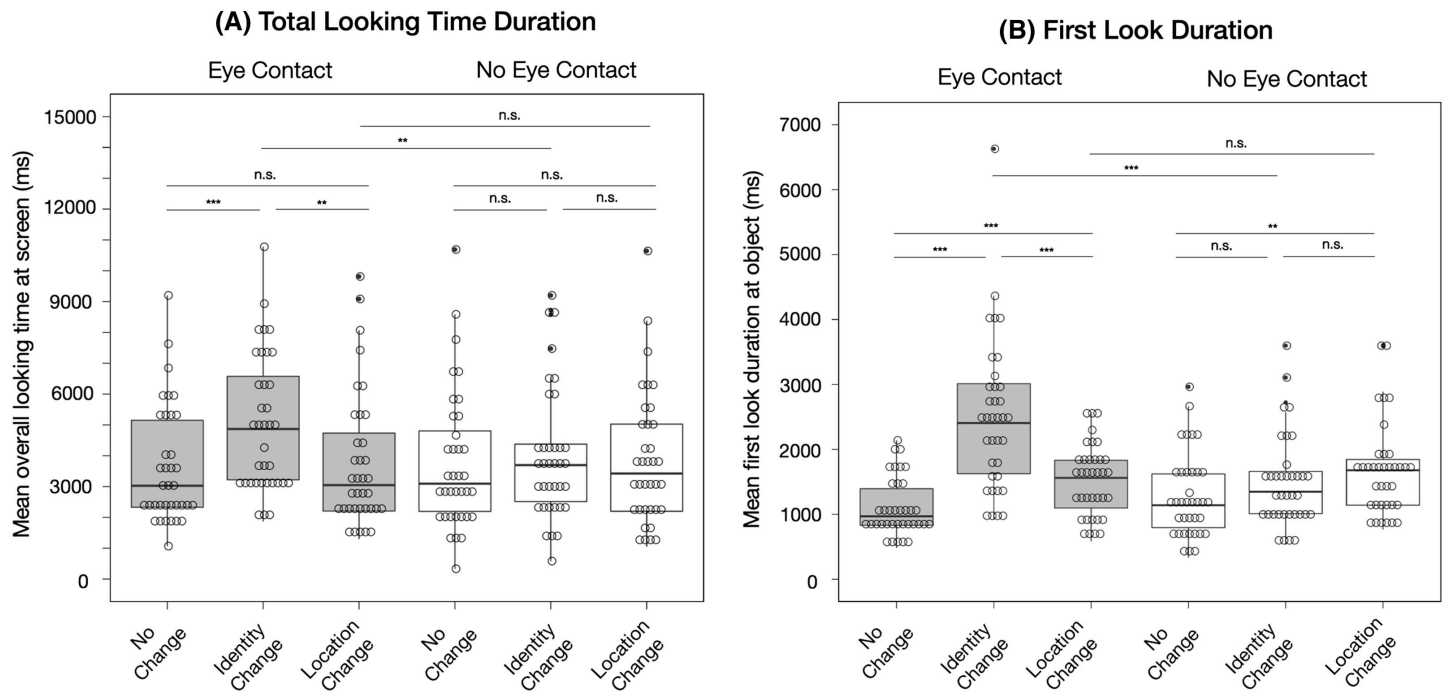 (A) Total Looking Time Duration
Eye Contact
No Eye Contact
Mean overall looking time at screen (ms)
15000
12000
9000
6000
3000
0
n.s.
**
n.s.
n.s.
***
**
n.s.
n.s.
No
Change
Identity
Change
Location
Change
No
Change
Identity
Change
Location
Change
(B) First Look Duration
Eye Contact
No Eye Contact
Mean first look duration at object (ms)
7000
6000
5000
4000
3000
2000
1000
0
n.s.
***
***
**
***
***
n.s.
n.s.
No
Change
Identity
Change
Location
Change
No
Change
Identity
Change
Location
Change